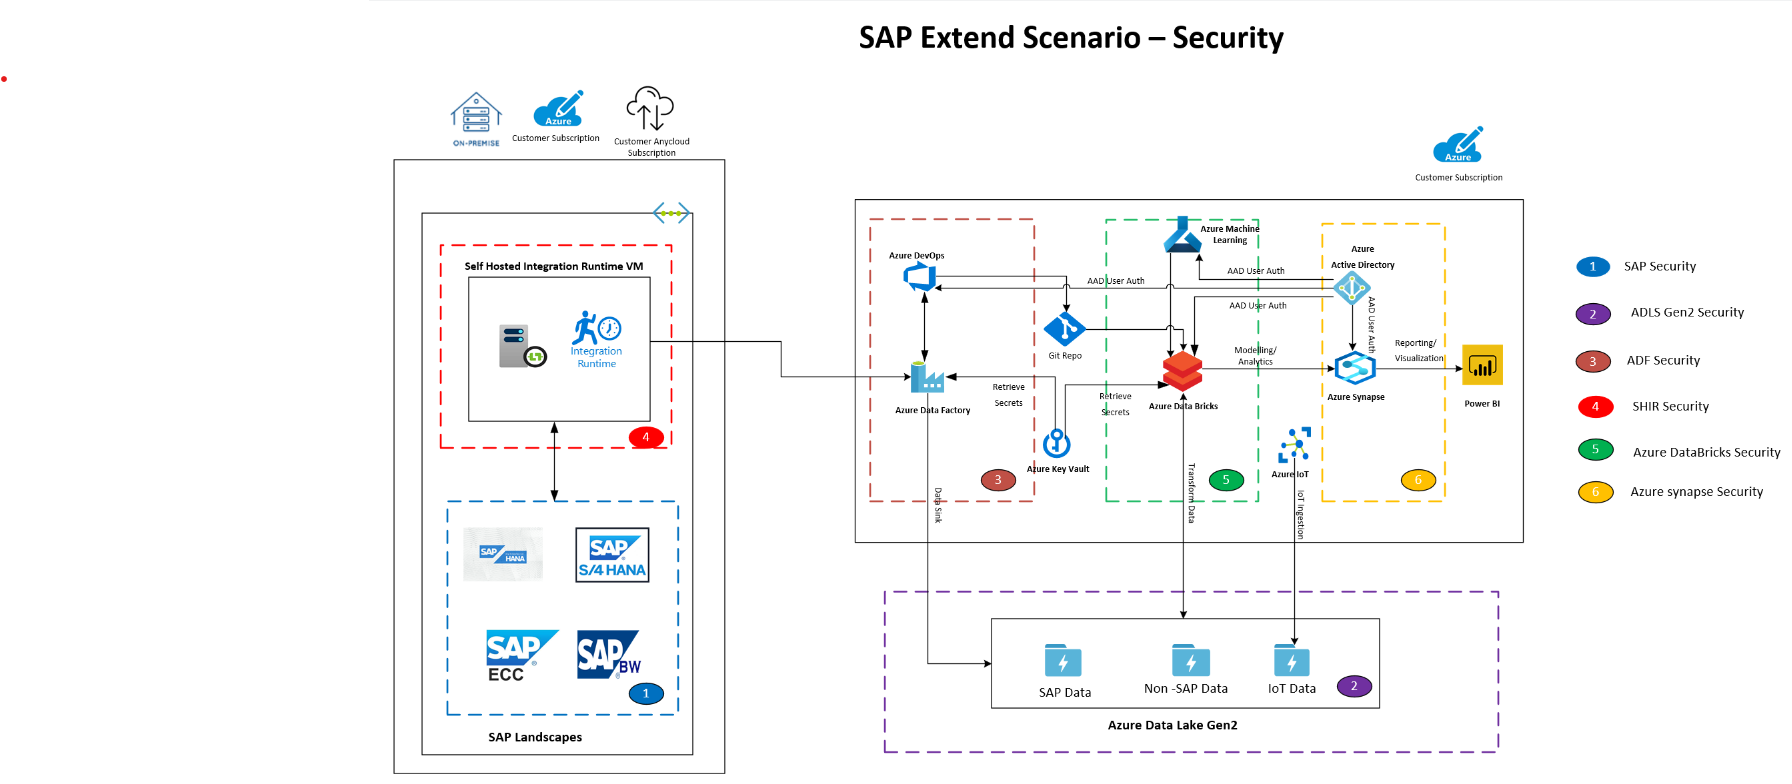 SAP Extend Scenario – Security
ON-PREMISE
Azure
Customer Subscription
Customer Anycloud
Subscription
Azure
Customer Subscription
Self Hosted Integration Runtime VM
Integration
Runtime
4
SAP
HANA
SAP
S/4 HANA
SAP
ECC
SAP
BW
1
SAP Landscapes
Azure DevOps
Git Repo
Azure Data Factory
Retrieve
Secrets
Azure Key Vault
3
Data Sink
Azure Machine
Learning
AAD User Auth
AAD User Auth
AAD User Auth
AAD User Auth
Retrieve
Secrets
Azure Data Bricks
Modelling/
Analytics
Transform Data
5
Azure
Active Directory
Azure Synapse
Azure IoT
IoT Ingestion
6
Reporting/
Visualization
Power BI
SAP Data
Non -SAP Data
IoT Data
2
Azure Data Lake Gen2
1 SAP Security
2 ADLS Gen2 Security
3 ADF Security
4 SHIR Security
5 Azure DataBricks Security
6 Azure synapse Security